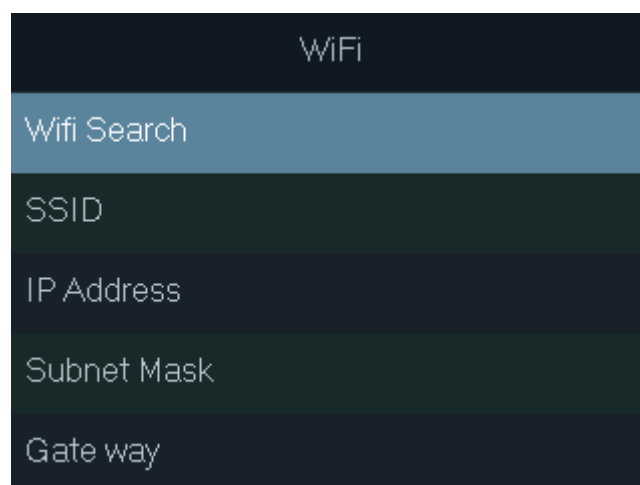 WiFi
Wifi Search
SSID
IP Address
Subnet Mask
Gate way